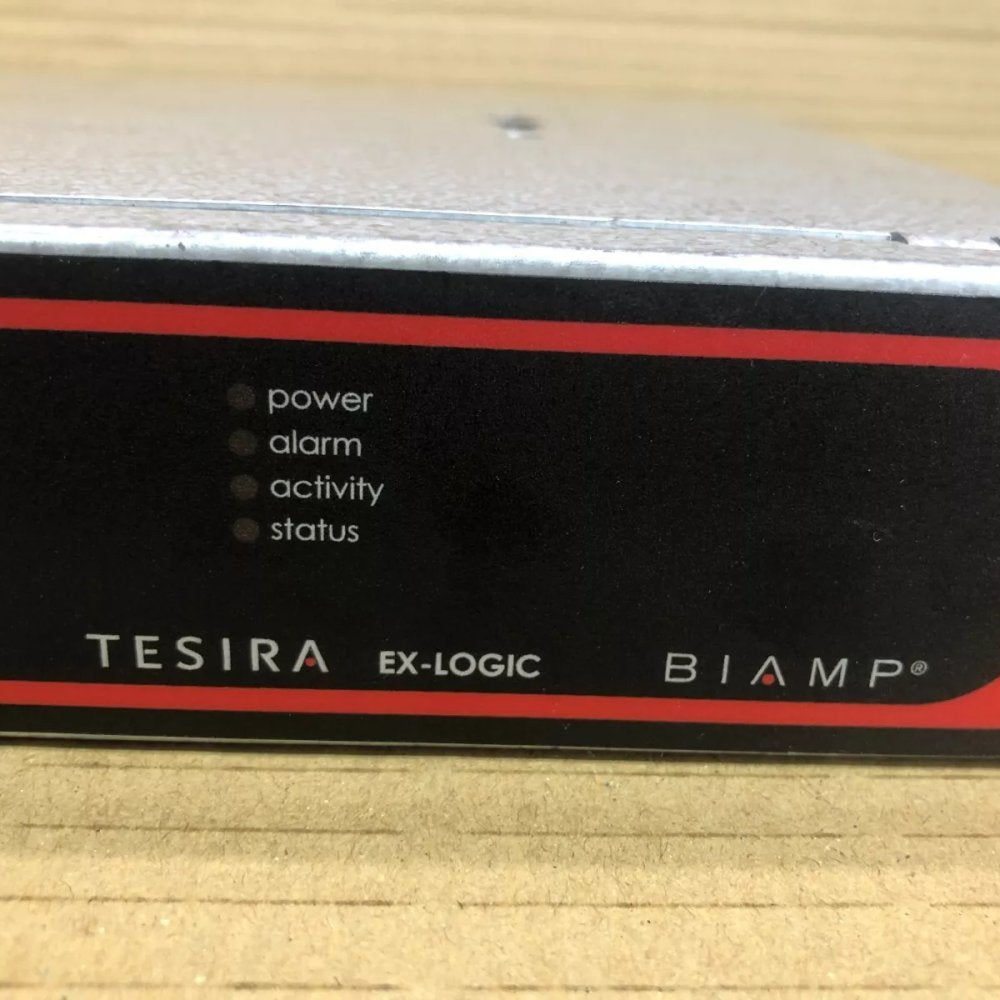 power
alarm
activity
status
TESIRA EX-LOGIC BIAMP®